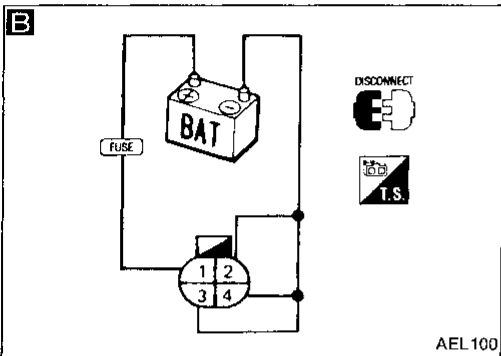 B
DISCONNECT
BAT
FUSE
T.S.
1 2
3 4
AEL100